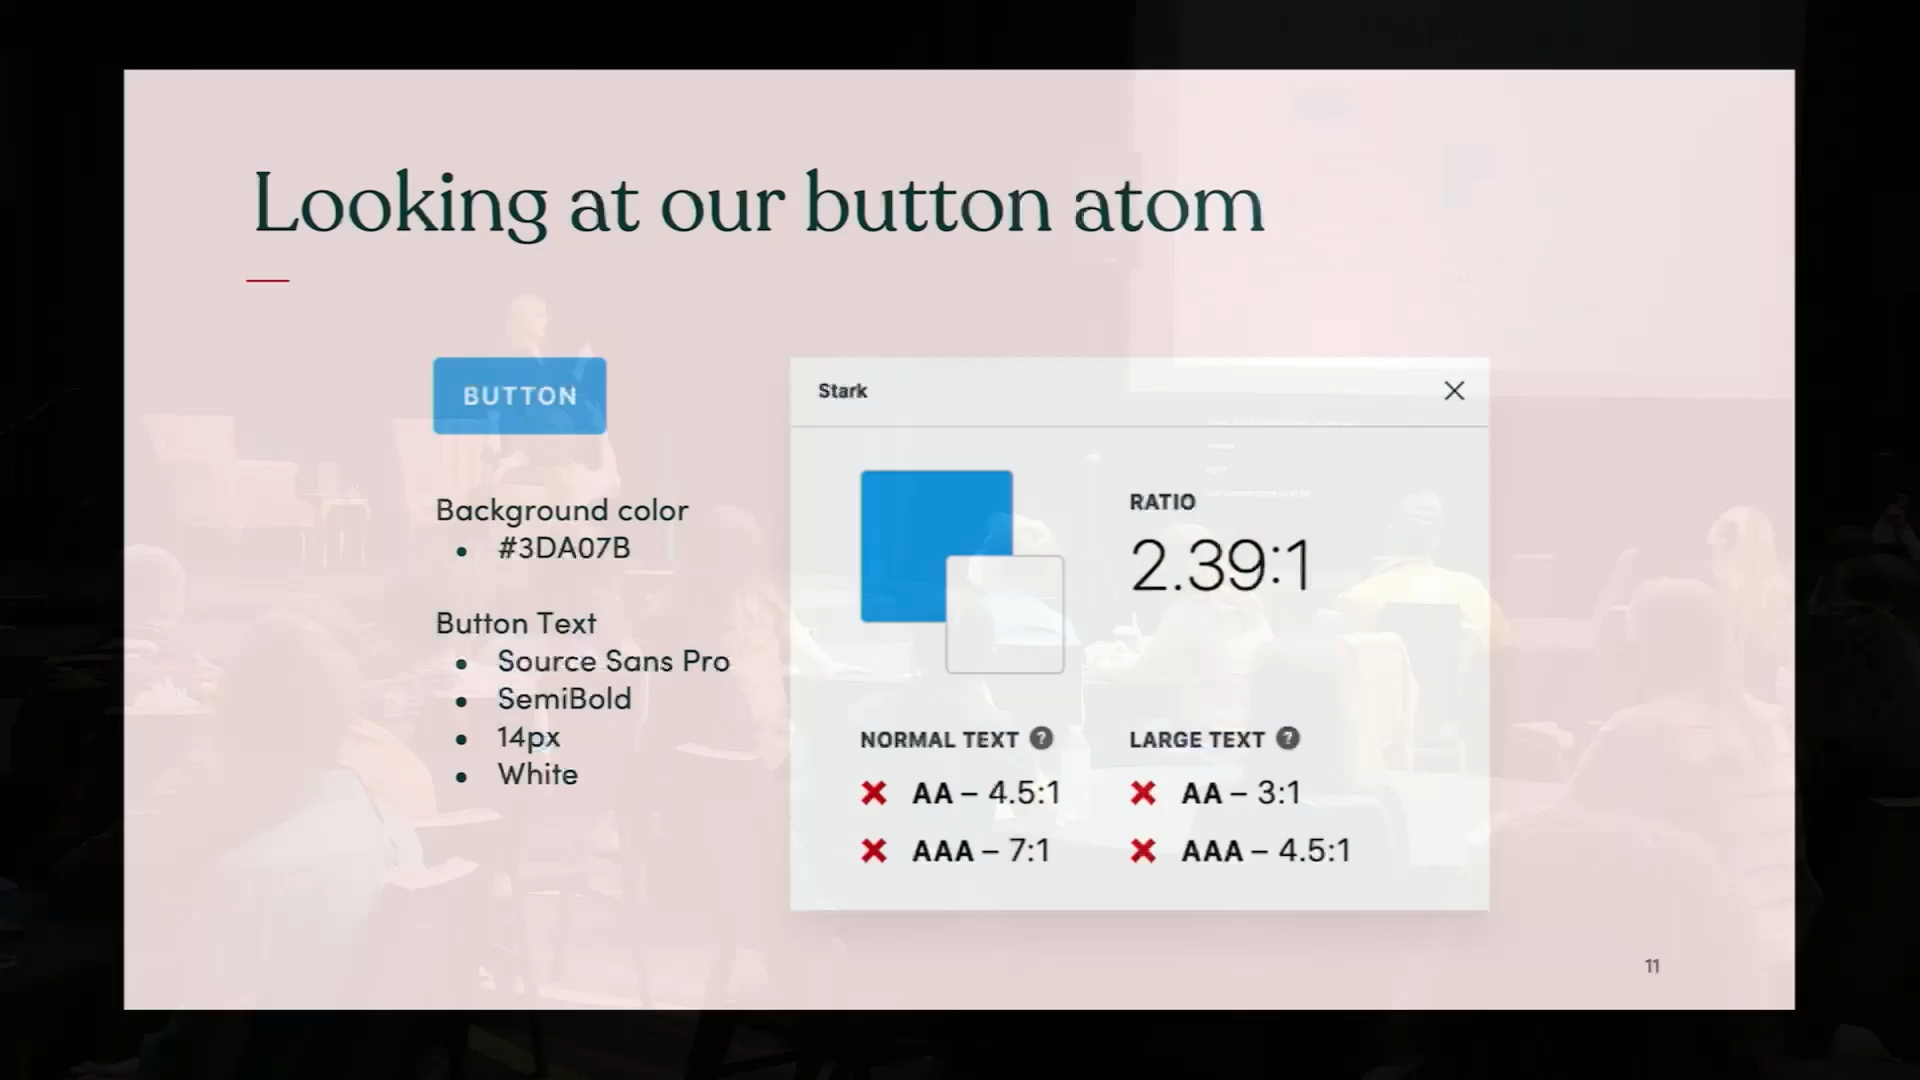 Looking at our button atom
BUTTON
Background color
• #3DA07B
Button Text
• Source Sans Pro
• SemiBold
• 14px
• White
Stark
RATIO
2.39:1
NORMAL TEXT ?
AA – 4.5:1
AAA – 7:1
LARGE TEXT ?
AA – 3:1
AAA – 4.5:1
11